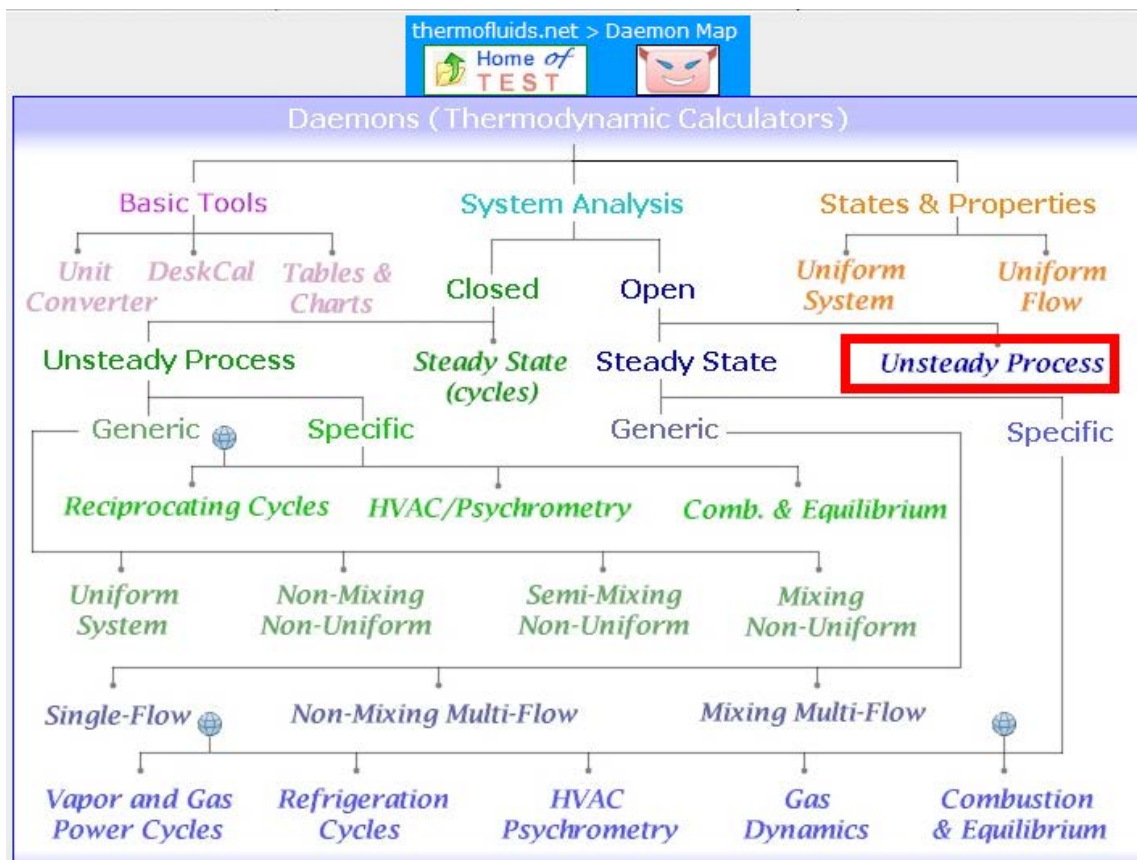 thermofluids.net > Daemon Map
Home of
TEST
Daemons (Thermodynamic Calculators)
Basic Tools
System Analysis
States & Properties
Unit
Converter
DeskCal
Tables &
Charts
Closed
Open
Uniform
System
Uniform
Flow
Unsteady Process
Steady State
(cycles)
Steady State
Unsteady Process
Generic
Specific
Generic
Specific
Reciprocating Cycles
HVAC/Psychrometry
Comb. & Equilibrium
Uniform
System
Non-Mixing
Non-Uniform
Semi-Mixing
Non-Uniform
Mixing
Non-Uniform
Single-Flow
Non-Mixing Multi-Flow
Mixing Multi-Flow
Vapor and Gas
Power Cycles
Refrigeration
Cycles
HVAC
Psychrometry
Gas
Dynamics
Combustion
& Equilibrium